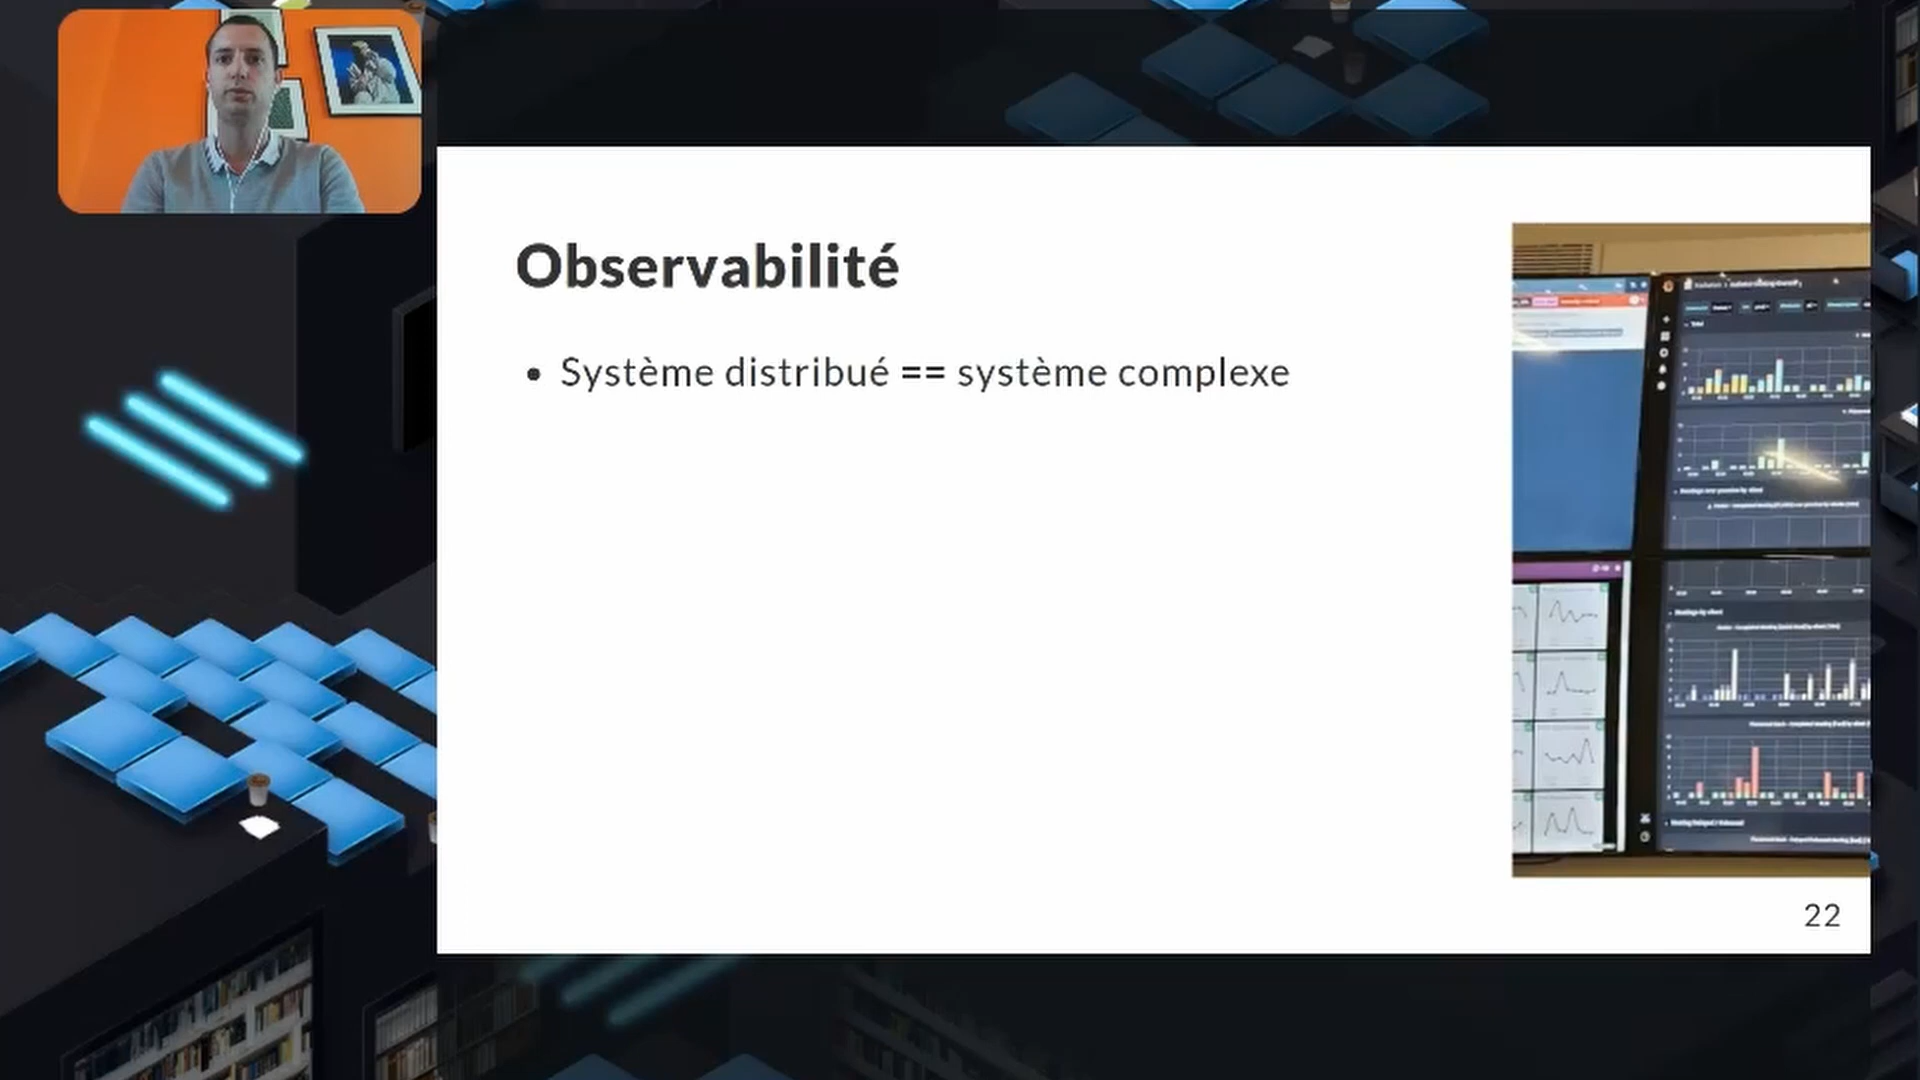 Observabilité
• Système distribué == système complexe
22